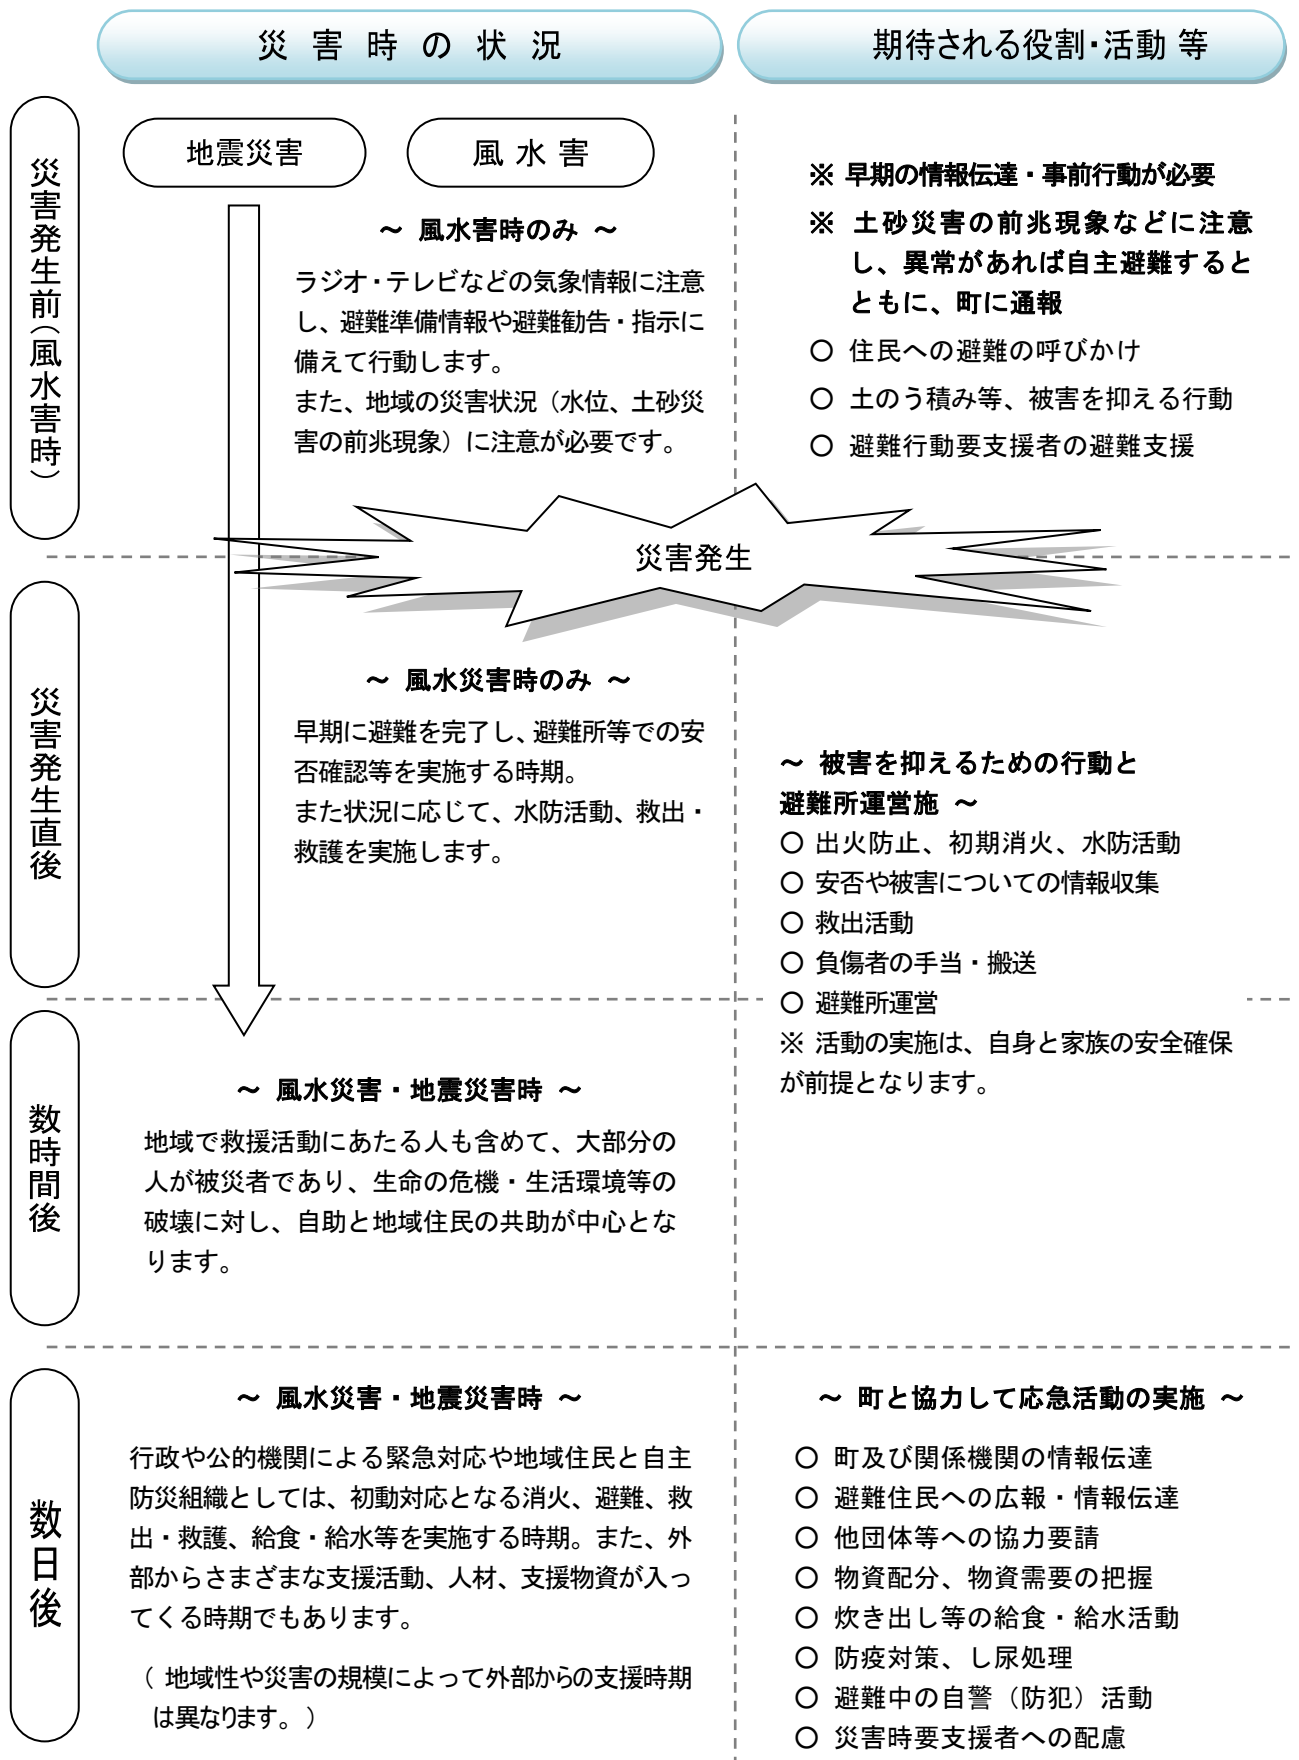 災害時の状況
期待される役割・活動 等
災害発生前（風水害時）
地震災害
風水害
～ 風水害時のみ ～
ラジオ・テレビなどの気象情報に注意
し、避難準備情報や避難勧告・指示に
備えて行動します。
また、地域の災害状況（水位、土砂災
害の前兆現象）に注意が必要です。
※ 早期の情報伝達・事前行動が必要
※ 土砂災害の前兆現象などに注意
し、異常があれば自主避難すると
ともに、町に通報
○ 住民への避難の呼びかけ
○ 土のう積み等、被害を抑える行動
○ 避難行動要支援者の避難支援
災害発生
災害発生直後
～ 風水災害時のみ ～
早期に避難を完了し、避難所等での安
否確認等を実施する時期。
また状況に応じて、水防活動、救出・
救護を実施します。
～ 被害を抑えるための行動と
避難所運営施 ～
○ 出火防止、初期消火、水防活動
○ 安否や被害についての情報収集
○ 救出活動
○ 負傷者の手当・搬送
○ 避難所運営
※ 活動の実施は、自身と家族の安全確保
が前提となります。
数時間後
～ 風水災害・地震災害時 ～
地域で救援活動にあたる人も含めて、大部分の
人が被災者であり、生命の危機・生活環境等の
破壊に対し、自助と地域住民の共助が中心とな
ります。
数日後
～ 風水災害・地震災害時 ～
行政や公的機関による緊急対応や地域住民と自主
防災組織としては、初動対応となる消火、避難、救
出・救護、給食・給水等を実施する時期。また、外
部からさまざまな支援活動、人材、支援物資が入っ
てくる時期でもあります。
（ 地域性や災害の規模によって外部からの支援時期
は異なります。）
～ 町と協力して応急活動の実施 ～
○ 町及び関係機関の情報伝達
○ 避難住民への広報・情報伝達
○ 他団体等への協力要請
○ 物資配分、物資需要の把握
○ 炊き出し等の給食・給水活動
○ 防疫対策、し尿処理
○ 避難中の自警（防犯）活動
○ 災害時要支援者への配慮